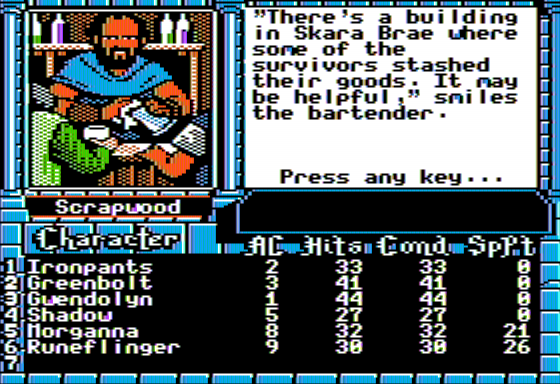 "There's a building
in Skara Brae where
some of the
survivors stashed
their goods. It may
be helpful," smiles
the bartender.
Press any key...
Scrapwood
Character AC Hits Cond SpPt
1 Ironpants 2 33 33 0
2 Greenbolt 3 41 41 0
3 Gwendolyn 1 44 44 0
4 Shadow 5 27 27 0
5 Morganna 8 32 32 21
6 Runeflinger 9 30 30 26
7